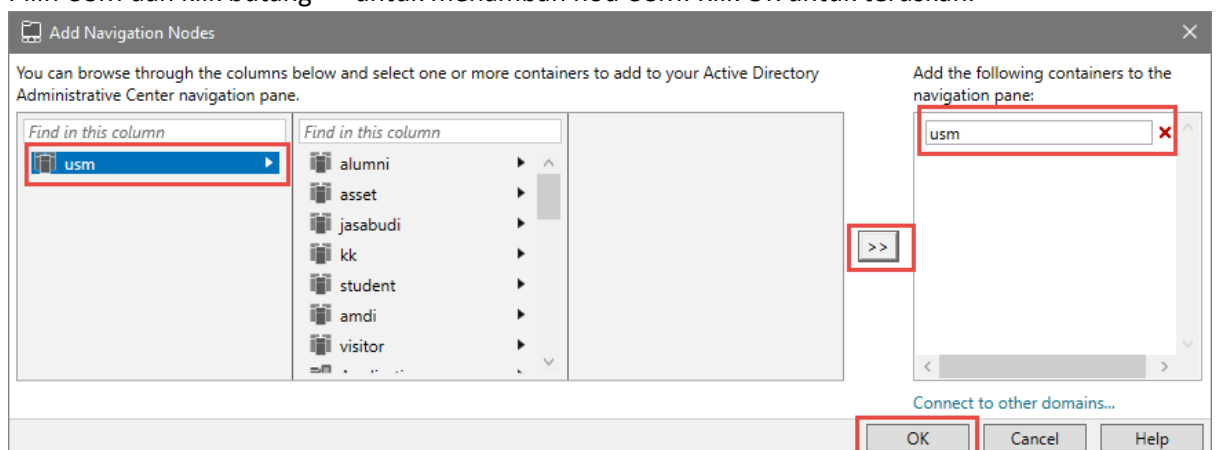 Add Navigation Nodes
You can browse through the columns below and select one or more containers to add to your Active Directory
Administrative Center navigation pane.
Find in this column
usm
Find in this column
alumni
asset
jasabudi
kk
student
amdi
visitor
>>
Add the following containers to the
navigation pane:
usm
Connect to other domains...
OK
Cancel
Help